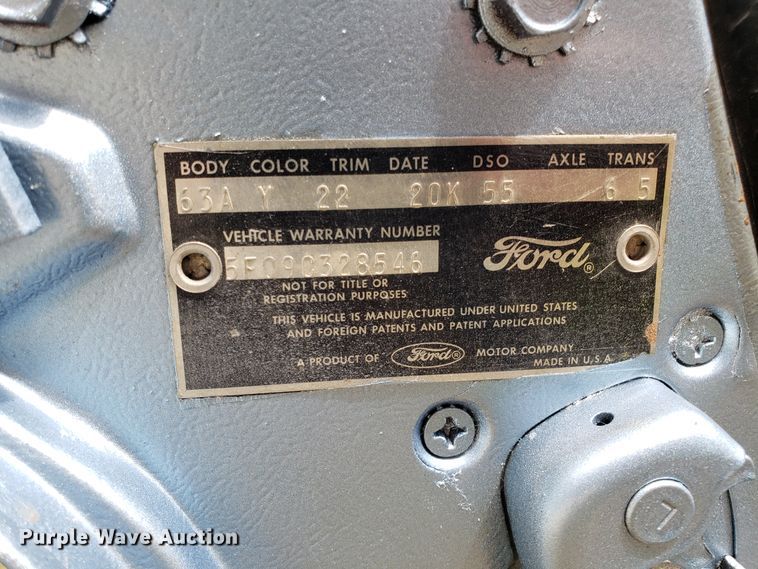 BODY COLOR TRIM DATE DSO AXLE TRANS
63A Y 22 20K 55 6 5
VEHICLE WARRANTY NUMBER
5F09C328546
Ford®
NOT FOR TITLE OR
REGISTRATION PURPOSES
THIS VEHICLE IS MANUFACTURED UNDER UNITED STATES
AND FOREIGN PATENTS AND PATENT APPLICATIONS
A PRODUCT OF Ford® MOTOR COMPANY
MADE IN U.S.A.
7
Purple Wave Auction